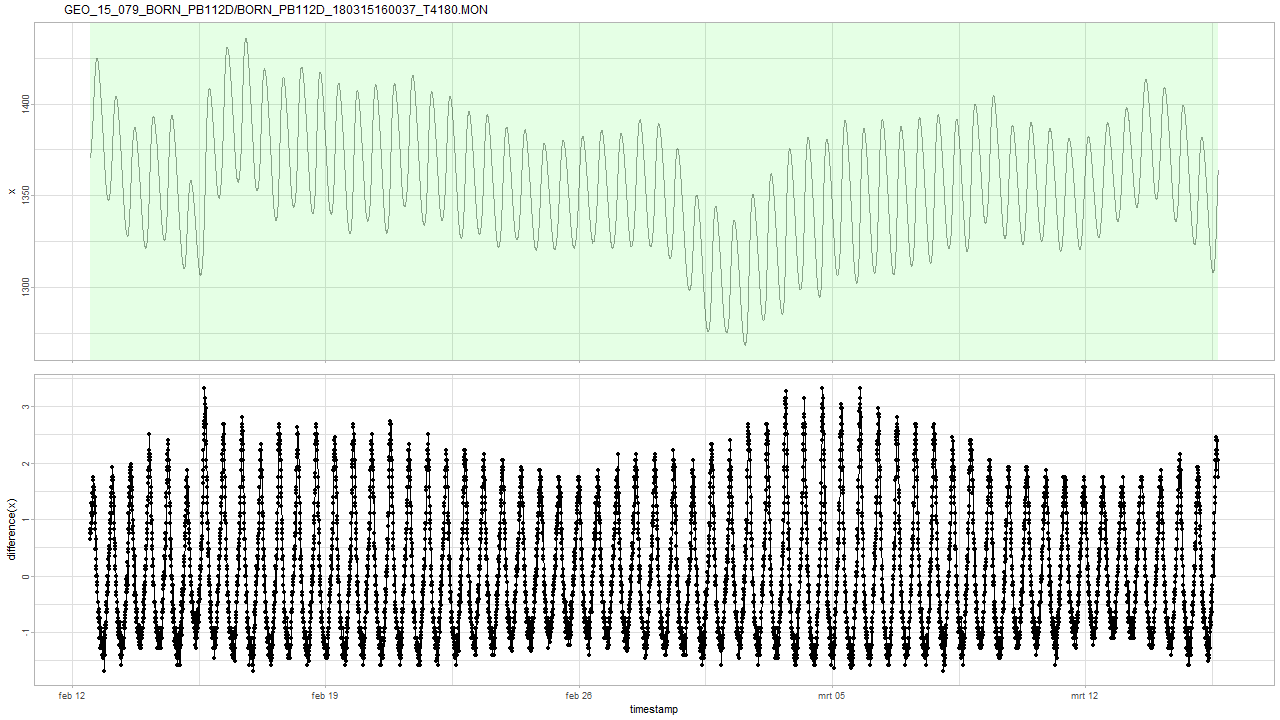 GEO_15_079_BORN_PB112D/BORN_PB112D_180315160037_T4180.MON
1400
1350
1300
x
3
2
1
0
-1
difference(x)
feb 12 feb 19 feb 26 mrt 05 mrt 12
timestamp